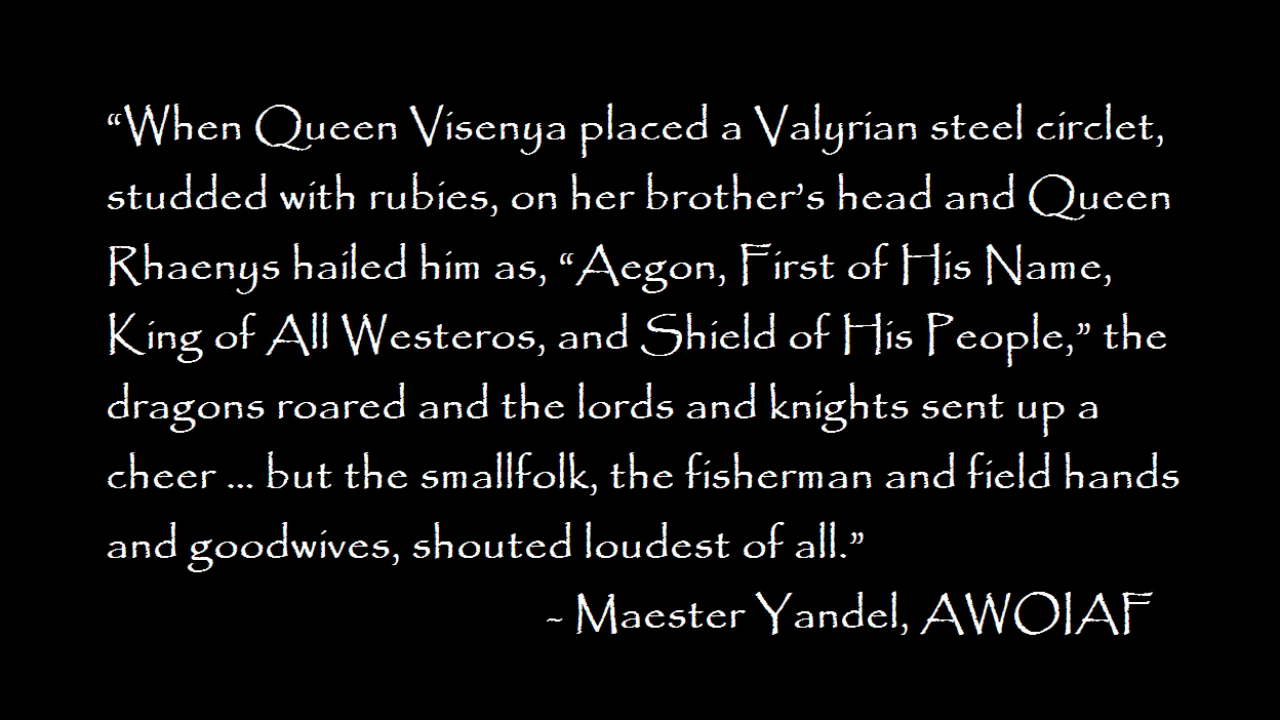 “When Queen Visenya placed a Valyrian steel circlet,
studded with rubies, on her brother’s head and Queen
Rhaenys hailed him as, “Aegon, First of His Name,
King of All Westeros, and Shield of His People,” the
dragons roared and the lords and knights sent up a
cheer ... but the smallfolk, the fisherman and field hands
and goodwives, shouted loudest of all.”
- Maester Yandel, AWOIAF